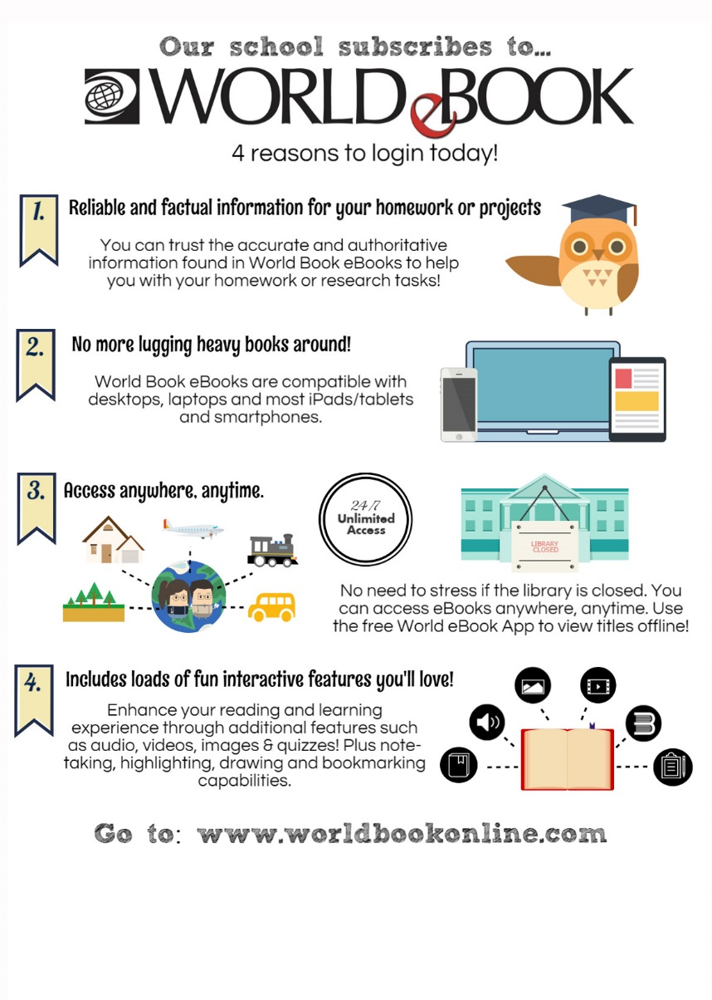 Our school subscribes to...
WORLD eBOOK
4 reasons to login today!
1.
Reliable and factual information for your homework or projects
You can trust the accurate and authoritative
information found in World Book eBooks to help
you with your homework or research tasks!
2.
No more lugging heavy books around!
World Book eBooks are compatible with
desktops, laptops and most iPads/tablets
and smartphones.
3.
Access anywhere, anytime.
24/7
Unlimited
Access
LIBRARY
CLOSED
No need to stress if the library is closed. You
can access eBooks anywhere, anytime. Use
the free World eBook App to view titles offline!
4.
Includes loads of fun interactive features you'll love!
Enhance your reading and learning
experience through additional features such
as audio, videos, images & quizzes! Plus note-
taking, highlighting, drawing and bookmarking
capabilities.
Go to: www.worldbookonline.com